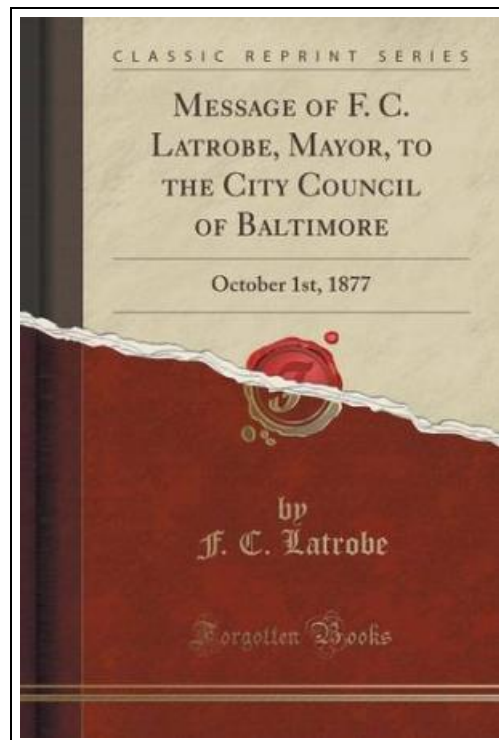 CLASSIC REPRINT SERIES
MESSAGE OF F. C.
LATROBE, MAYOR, TO
THE CITY COUNCIL
OF BALTIMORE
October 1st, 1877
F
by
F. C. Latrobe
Forgotten Books